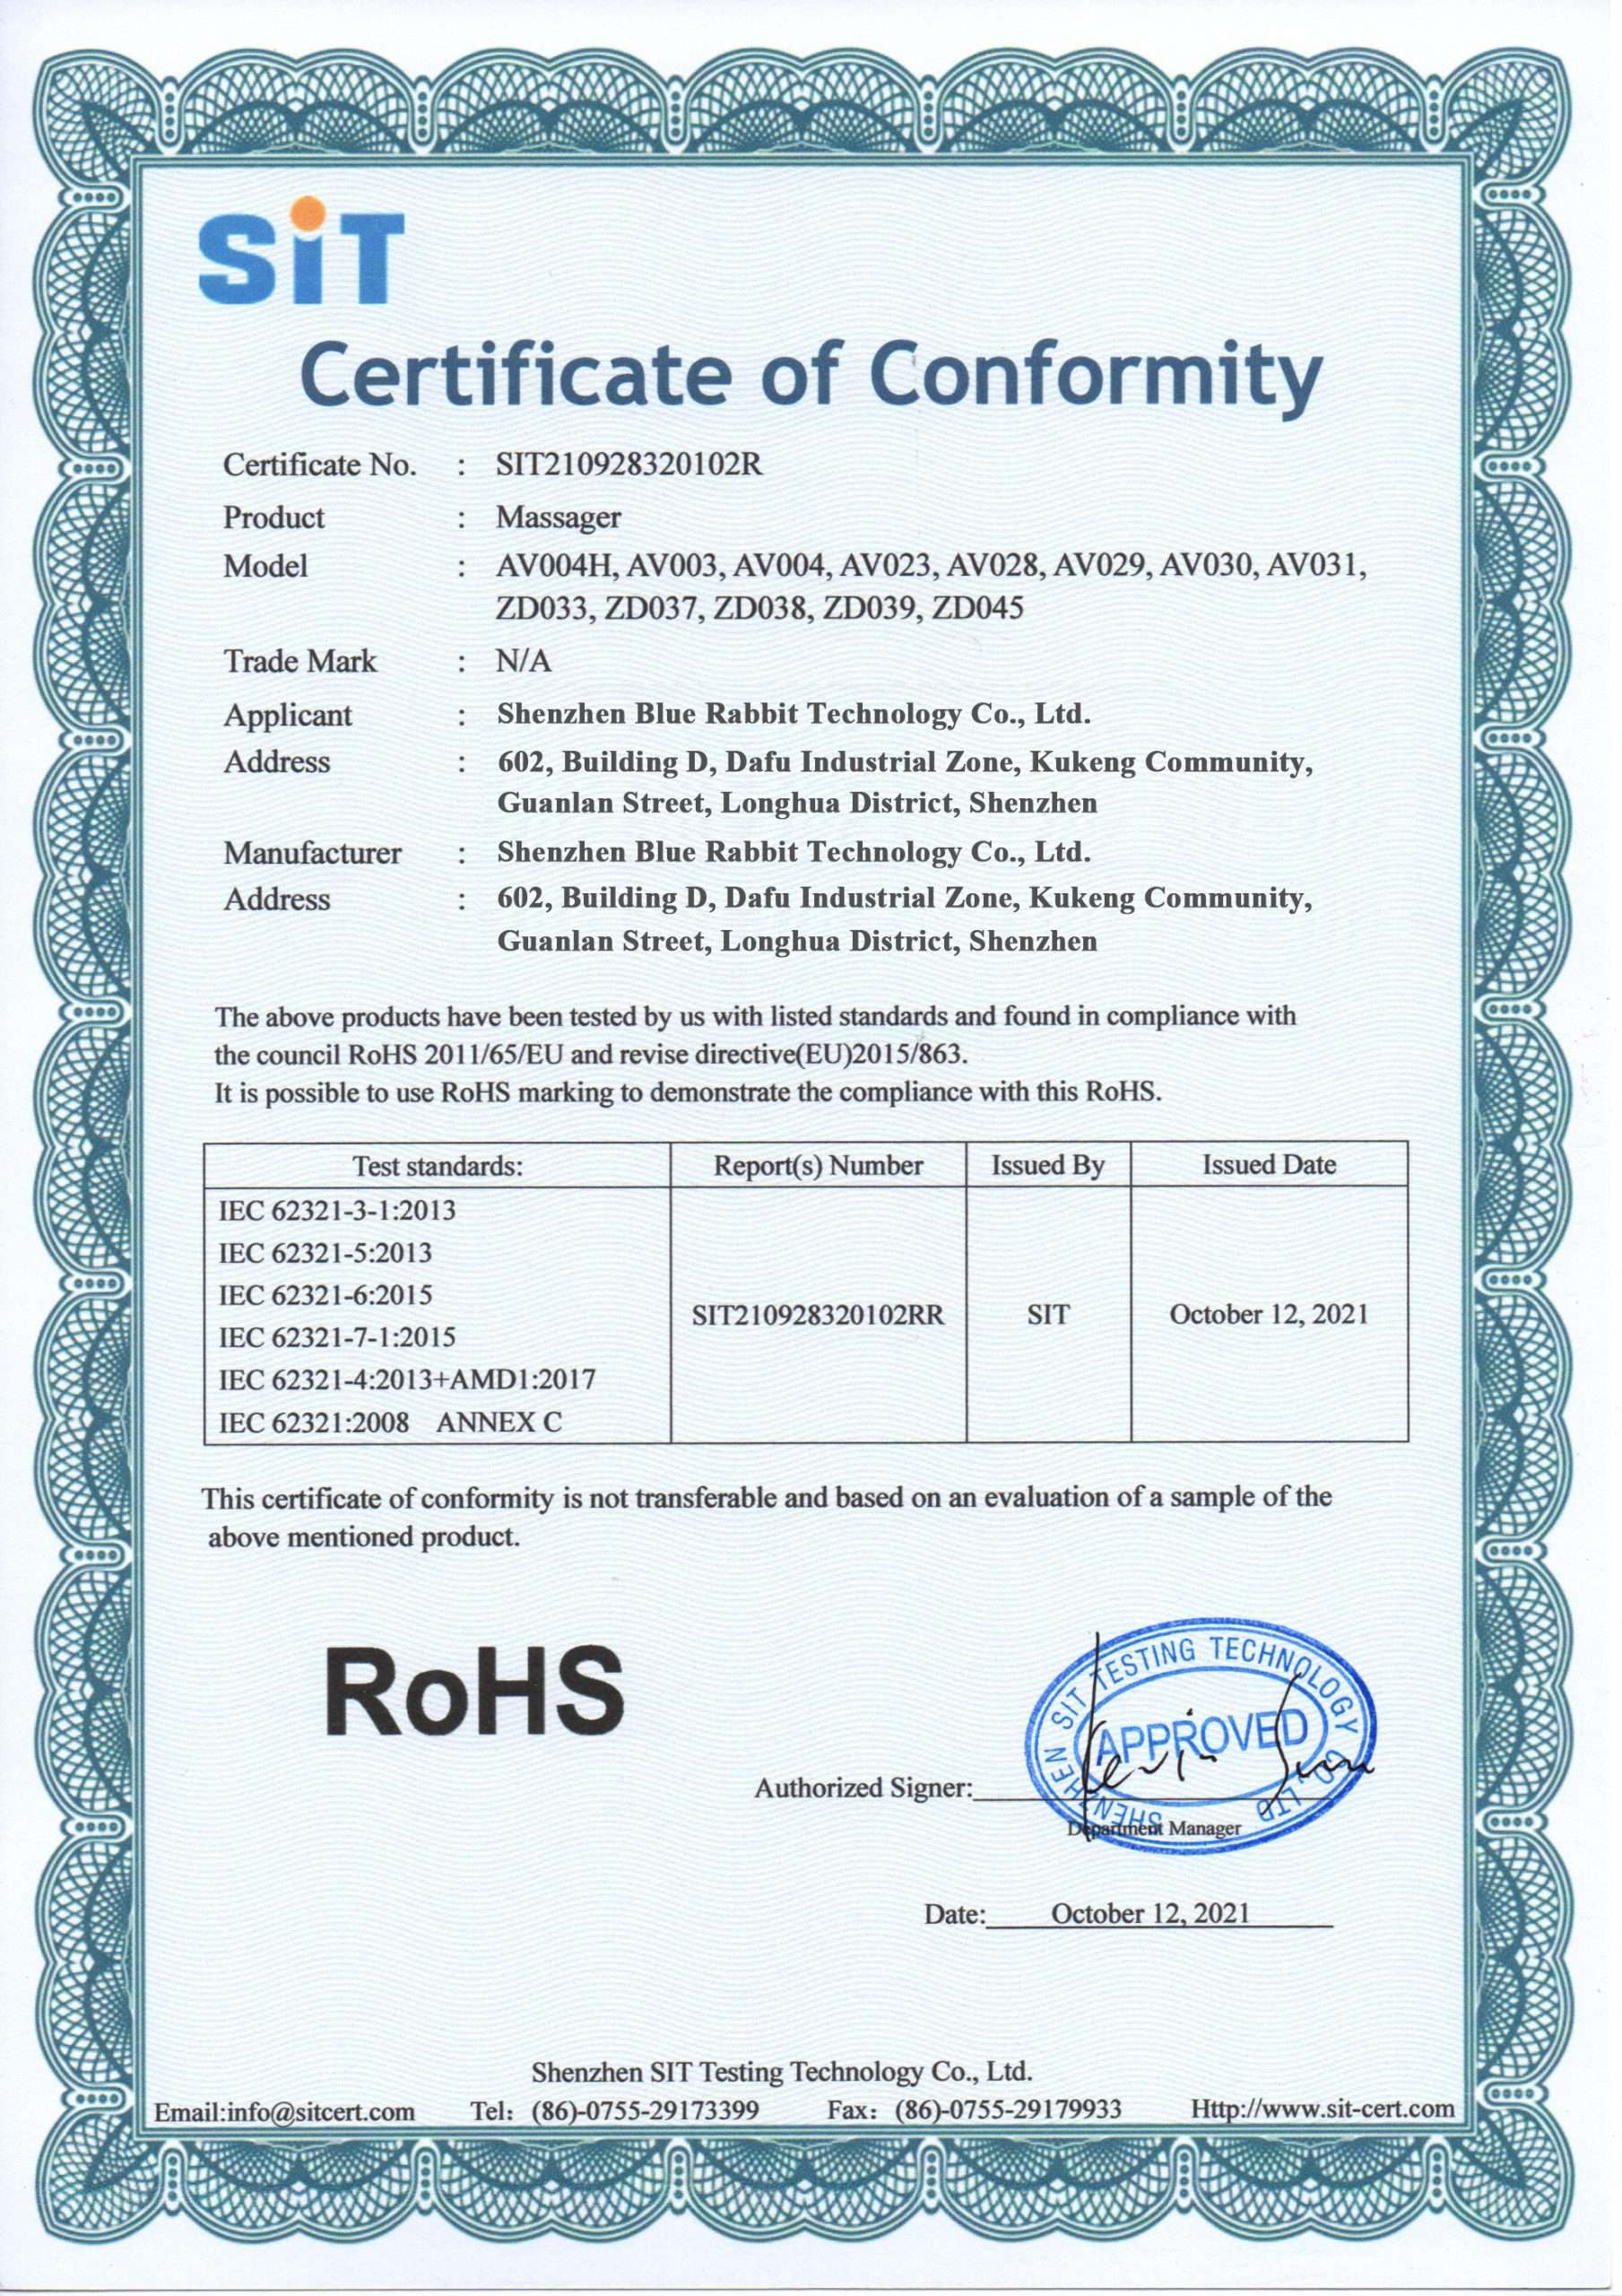 SiT
Certificate of Conformity
Certificate No. : SIT210928320102R
Product : Massager
Model : AV004H, AV003, AV004, AV023, AV028, AV029, AV030, AV031,
ZD033, ZD037, ZD038, ZD039, ZD045
Trade Mark : N/A
Applicant : Shenzhen Blue Rabbit Technology Co., Ltd.
Address : 602, Building D, Dafu Industrial Zone, Kukeng Community,
Guanlan Street, Longhua District, Shenzhen
Manufacturer : Shenzhen Blue Rabbit Technology Co., Ltd.
Address : 602, Building D, Dafu Industrial Zone, Kukeng Community,
Guanlan Street, Longhua District, Shenzhen
The above products have been tested by us with listed standards and found in compliance with
the council RoHS 2011/65/EU and revise directive(EU)2015/863.
It is possible to use RoHS marking to demonstrate the compliance with this RoHS.
Test standards: Report(s) Number Issued By Issued Date
IEC 62321-3-1:2013
IEC 62321-5:2013
IEC 62321-6:2015
IEC 62321-7-1:2015
IEC 62321-4:2013+AMD1:2017
IEC 62321:2008 ANNEX C
SIT210928320102RR SIT October 12, 2021
This certificate of conformity is not transferable and based on an evaluation of a sample of the
above mentioned product.
RoHS
SHENZHEN SIT TESTING TECHNOLOGY CO., LTD
APPROVED
Authorized Signer: Kevin Sun
Department Manager
Date: October 12, 2021
Shenzhen SIT Testing Technology Co., Ltd.
Email:info@sitcert.com Tel: (86)-0755-29173399 Fax: (86)-0755-29179933 Http://www.sit-cert.com